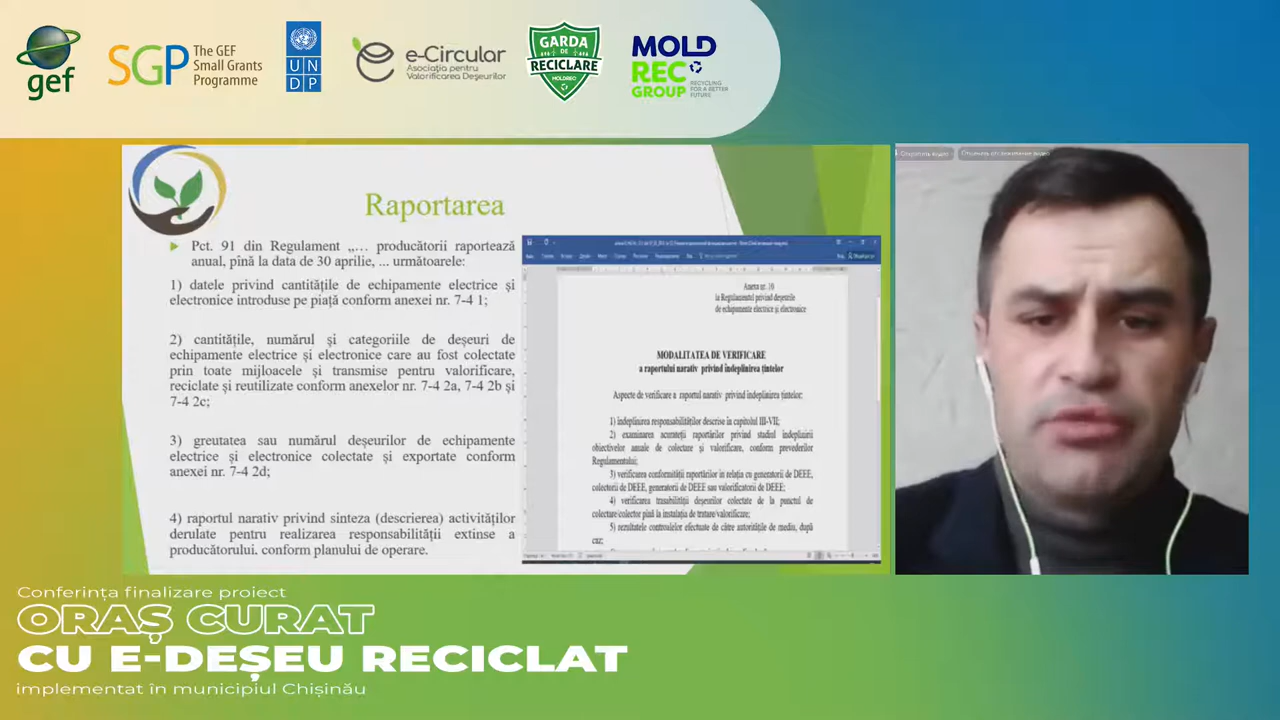 gef
SGP The GEF
Small Grants
Programme
U N
D P
e-Circular
Asociația pentru
Valorificarea Deșeurilor
GARDA
DE
RECICLARE
MOLDREC
MOLD
REC
GROUP
RECYCLING
FOR A BETTER
FUTURE
Raportarea
Pct. 91 din Regulament „… producătorii raportează
anual, pînă la data de 30 aprilie, ... următoarele:
1) datele privind cantitățile de echipamente electrice și
electronice introduse pe piață conform anexei nr. 7-4 1;
2) cantitățile, numărul și categoriile de deșeuri de
echipamente electrice și electronice care au fost colectate
prin toate mijloacele și transmise pentru valorificare,
reciclate și reutilizate conform anexelor nr. 7-4 2a, 7-4 2b și
7-4 2c;
3) greutatea sau numărul deșeurilor de echipamente
electrice și electronice colectate și exportate conform
anexei nr. 7-4 2d;
4) raportul narativ privind sinteza (descrierea) activităților
derulate pentru realizarea responsabilității extinse a
producătorului. conform planului de operare.
Anexa nr. 10
la Regulamentul privind deșeurile
de echipamente electrice și electronice
MODALITATEA DE VERIFICARE
a raportului narativ privind îndeplinirea țintelor
Aspecte de verificare a raportul narativ privind îndeplinirea țintelor:
1) îndeplinirea responsabilităților descrise în capitolul III-VII;
2) examinarea acurateții raportărilor privind stadiul îndeplinirii
obiectivelor anuale de colectare și valorificare, conform prevederilor
Regulamentului;
3) verificarea conformității raportărilor în relația cu generatorii de DEEE,
colectorii de DEEE, generatorii de DEEE sau valorificatorii de DEEE;
4) verificarea trasabilității deșeurilor colectate de la punctul de
colectare/colector pînă la instalația de tratare/valorificare;
5) rezultatele controalelor efectuate de către autoritățile de mediu, după
caz;
Conferința finalizare proiect
ORAȘ CURAT
CU E-DEȘEU RECICLAT
implementat în municipiul Chișinău